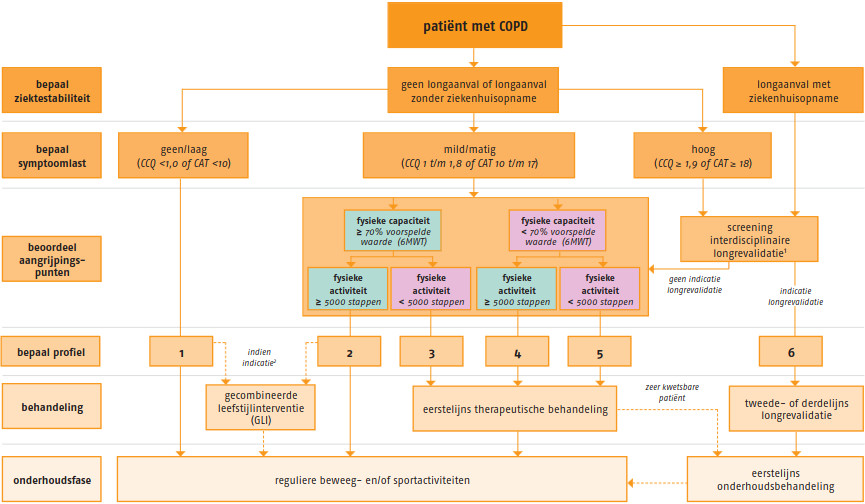 patiënt met COPD
bepaal
ziektestabiliteit
geen longaanval of longaanval
zonder ziekenhuisopname
longaanval met
ziekenhuisopname
bepaal
symptoomlast
geen/laag
(CCQ <1,0 of CAT <10)
mild/matig
(CCQ 1 t/m 1,8 of CAT 10 t/m 17)
hoog
(CCQ ≥ 1,9 of CAT ≥ 18)
beoordeel
aangrijpings-
punten
fysieke capaciteit
≥ 70% voorspelde
waarde (6MWT)
fysieke capaciteit
< 70% voorspelde
waarde (6MWT)
fysieke
activiteit
≥ 5000 stappen
fysieke
activiteit
< 5000 stappen
fysieke
activiteit
≥ 5000 stappen
fysieke
activiteit
< 5000 stappen
screening
interdisciplinaire
longrevalidatie¹
geen indicatie
longrevalidatie
indicatie
longrevalidatie
bepaal profiel
1
indien
indicatie²
2
3
4
5
6
behandeling
gecombineerde
leefstijlinterventie
(GLI)
eerstelijns therapeutische behandeling
zeer kwetsbare
patiënt
tweede- of derdelijns
longrevalidatie
onderhoudsfase
reguliere beweeg- en/of sportactiviteiten
eerstelijns
onderhoudsbehandeling